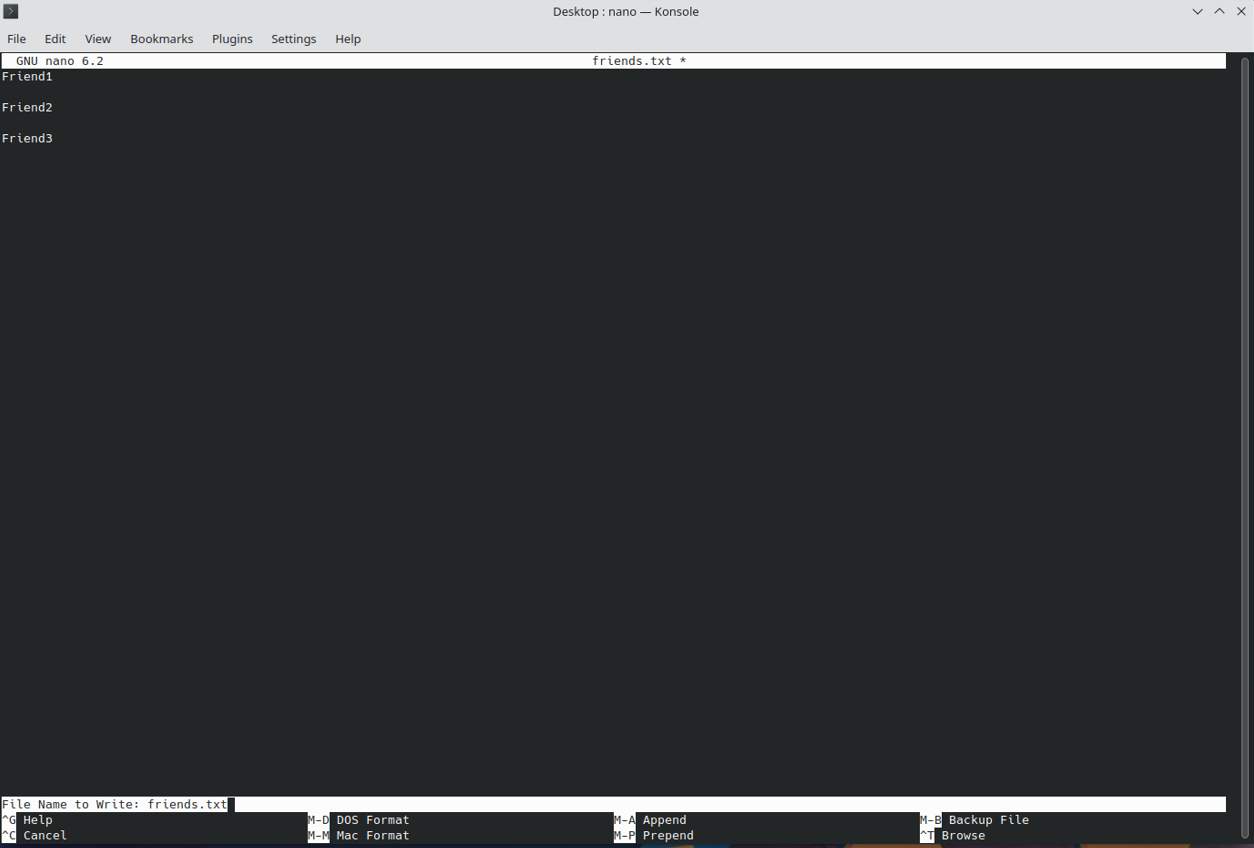 Desktop : nano — Konsole
File Edit View Bookmarks Plugins Settings Help
GNU nano 6.2 friends.txt *
Friend1
Friend2
Friend3
File Name to Write: friends.txt
^G Help M-D DOS Format M-A Append M-B Backup File
^C Cancel M-M Mac Format M-P Prepend ^T Browse